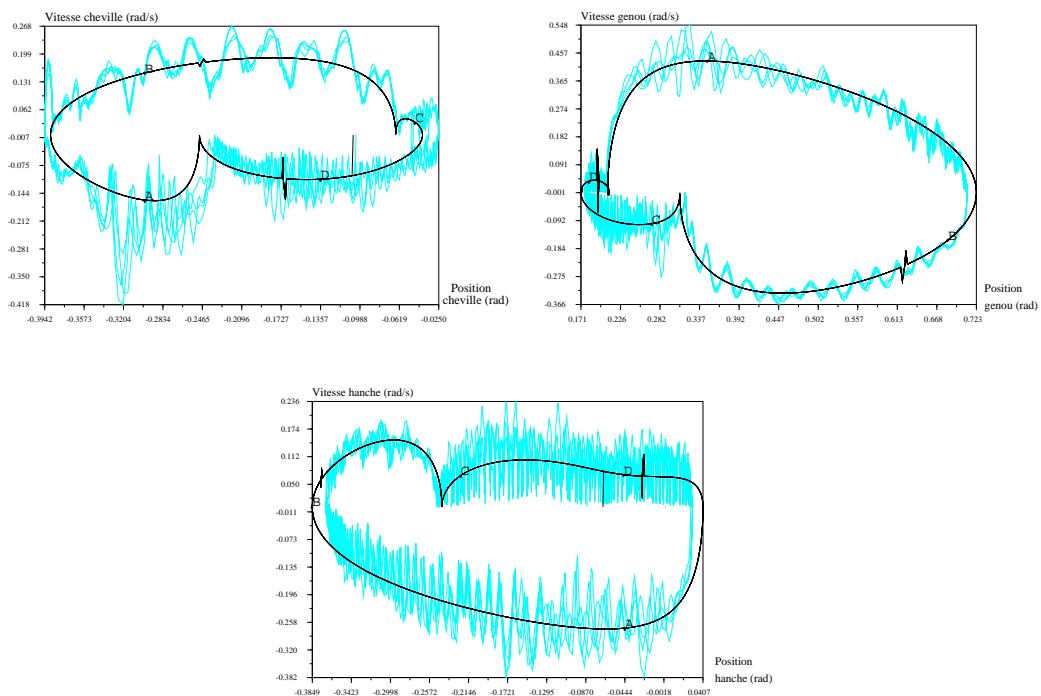 Vitesse cheville (rad/s)
0.268
0.199
0.131
0.062
-0.007
-0.075
-0.144
-0.212
-0.281
-0.350
-0.418
B
C
D
A
-0.3942 -0.3573 -0.3204 -0.2834 -0.2465 -0.2096 -0.1727 -0.1357 -0.0988 -0.0619 -0.0250
Position
cheville (rad)
Vitesse genou (rad/s)
0.548
0.457
0.365
0.274
0.182
0.091
-0.001
-0.092
-0.184
-0.275
-0.366
A
D
C
B
0.171 0.226 0.282 0.337 0.392 0.447 0.502 0.557 0.613 0.668 0.723
Position
genou (rad)
Vitesse hanche (rad/s)
0.236
0.174
0.112
0.050
-0.011
-0.073
-0.135
-0.196
-0.258
-0.320
-0.382
C
D
B
A
-0.3849 -0.3423 -0.2998 -0.2572 -0.2146 -0.1721 -0.1295 -0.0870 -0.0444 -0.0018 0.0407
Position
hanche (rad)